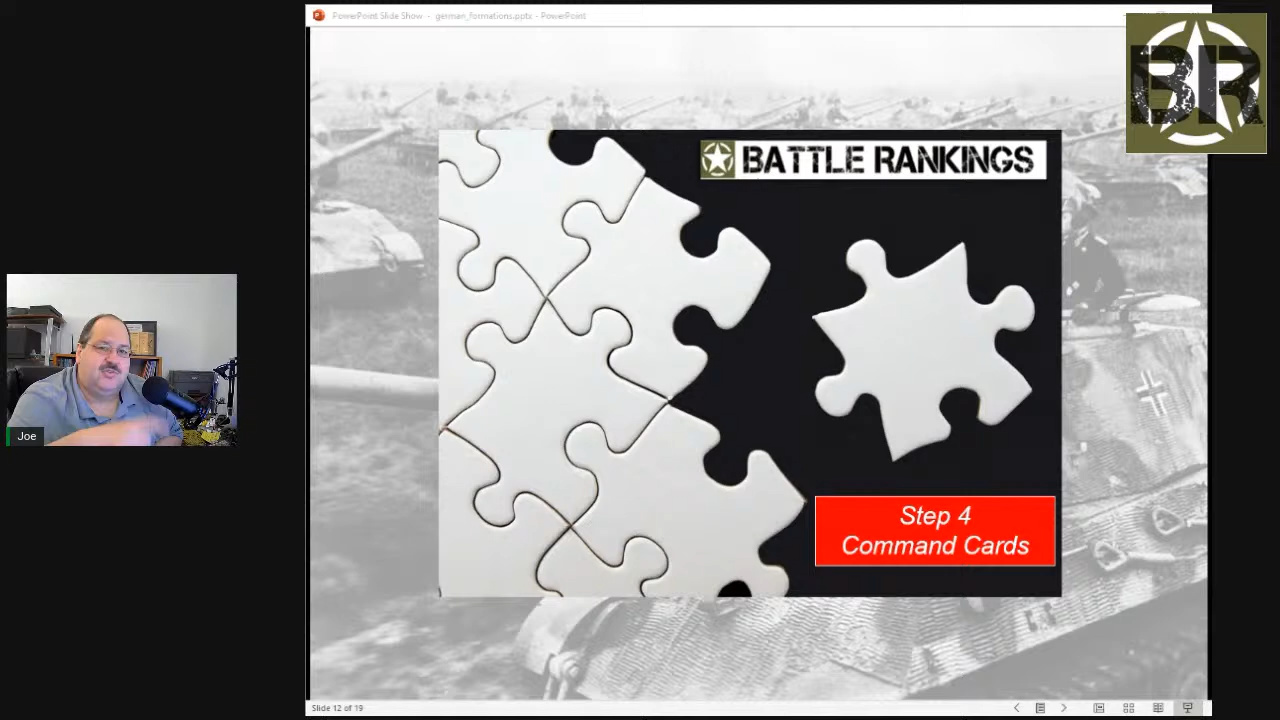 PowerPoint Slide Show - german_formations.pptx - PowerPoint
BR
BATTLE RANKINGS
Joe
Step 4
Command Cards
Slide 12 of 19